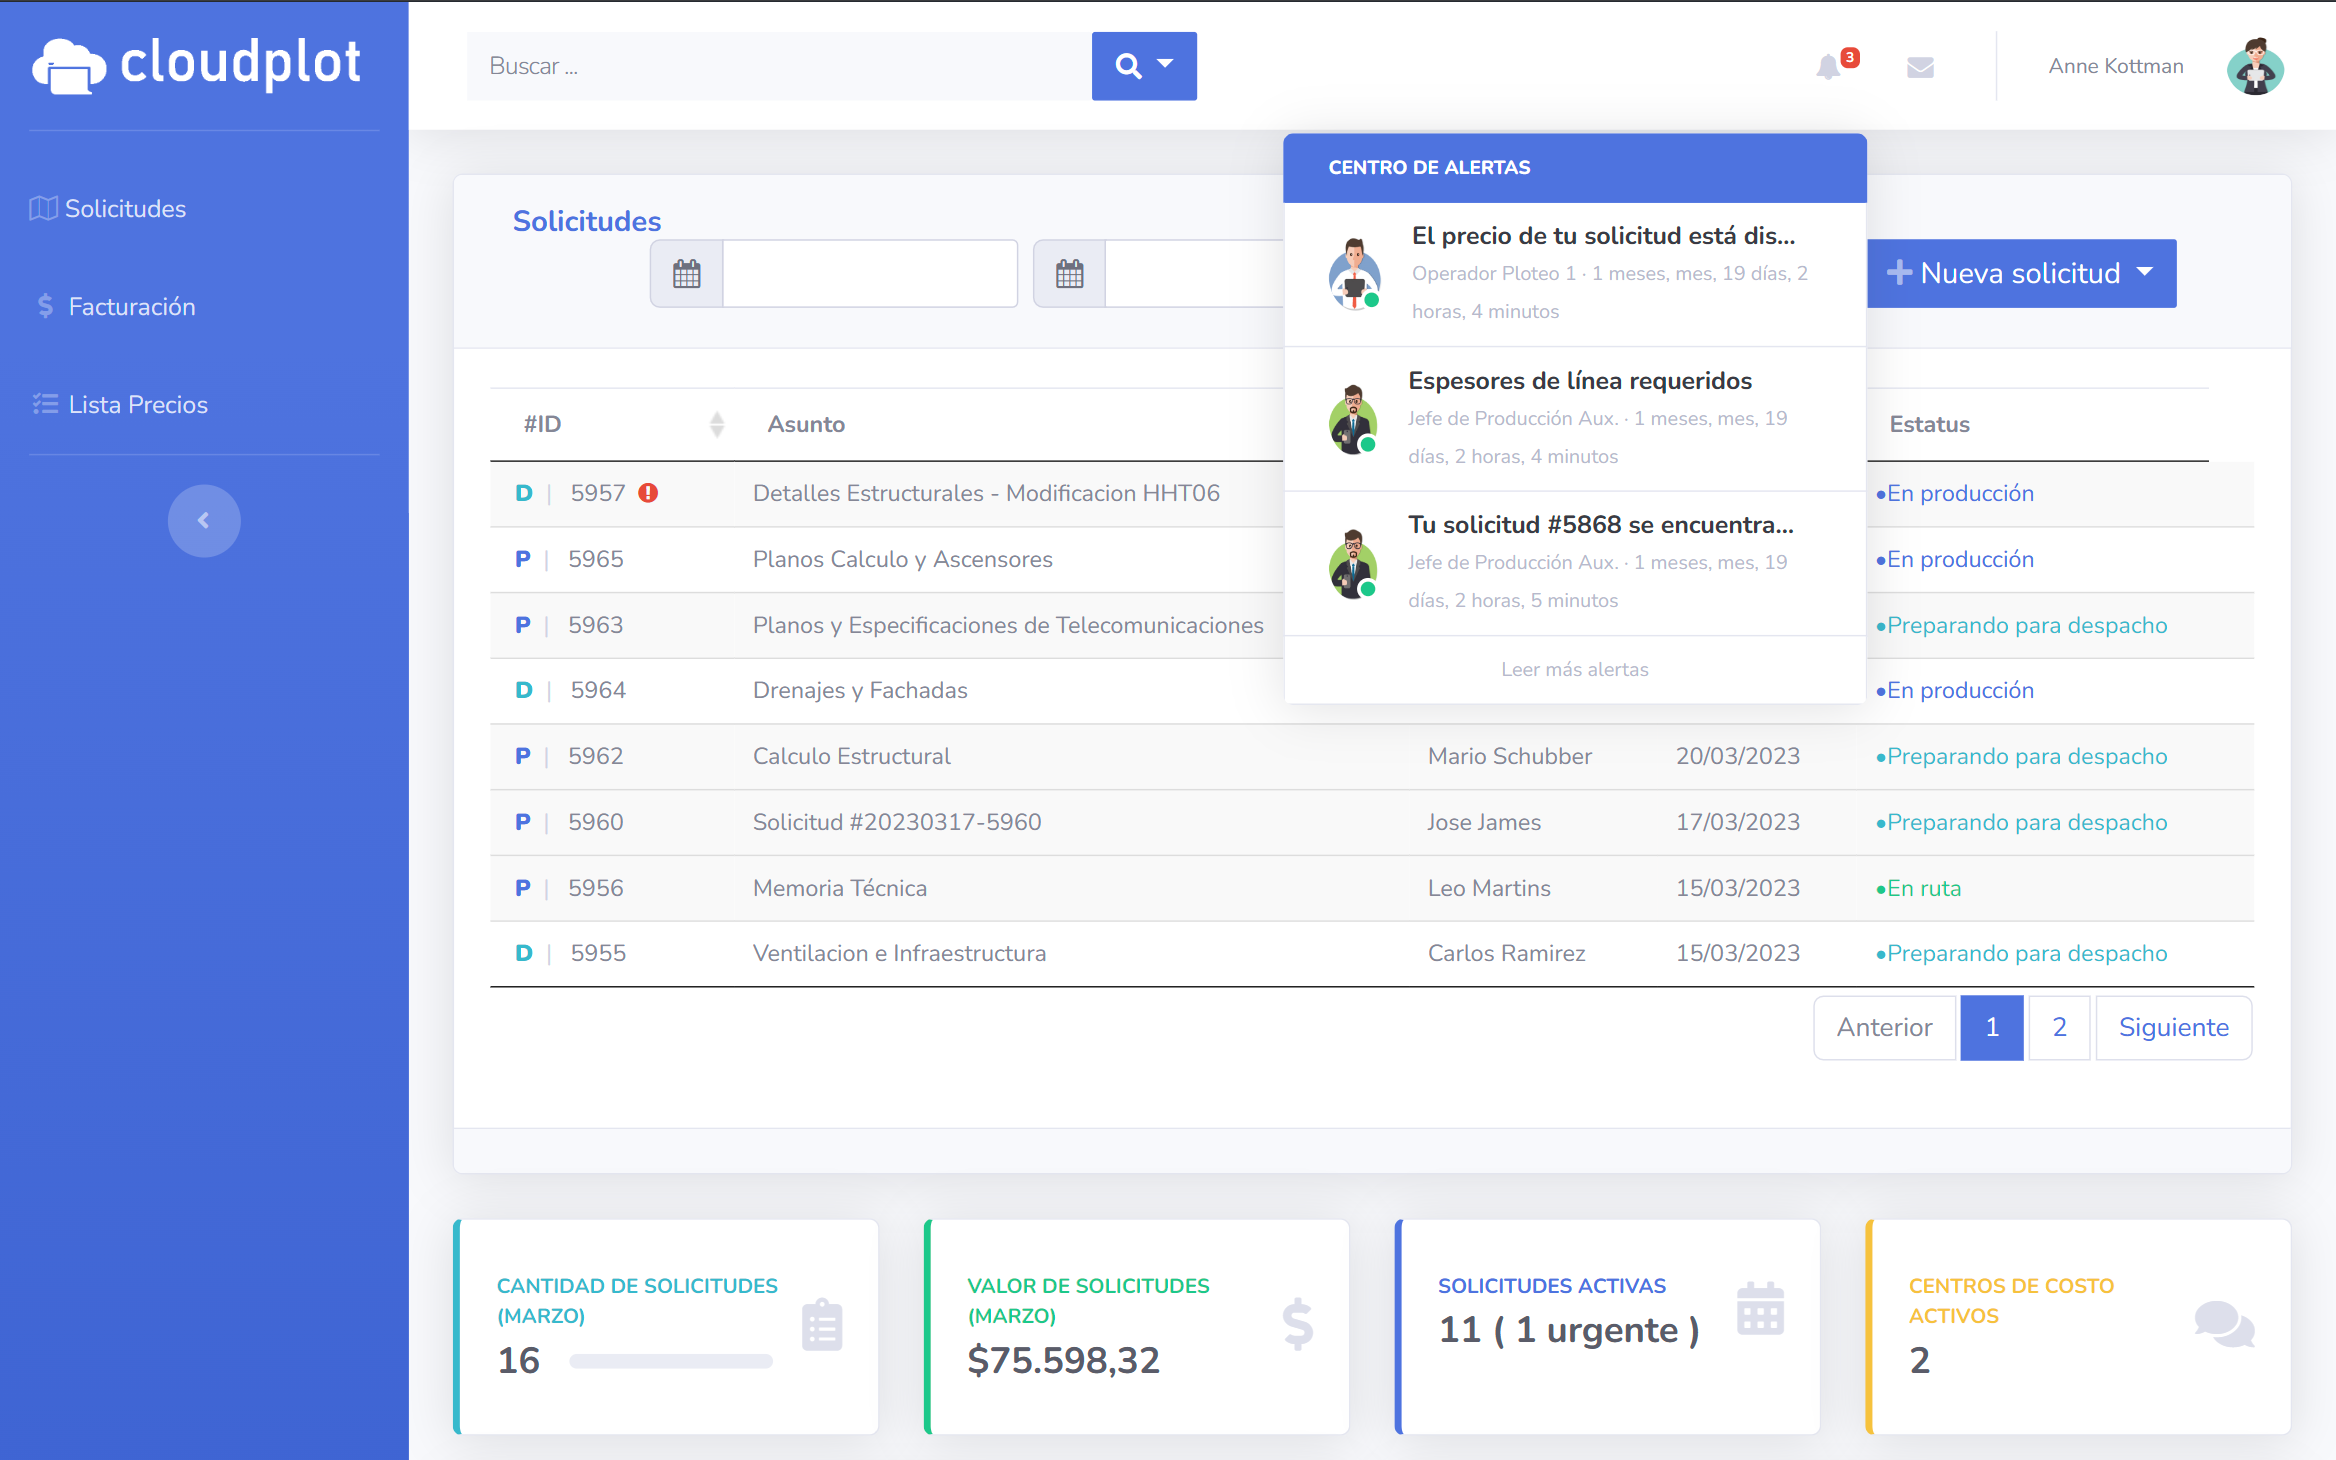 cloudplot
Buscar ...
3
Anne Kottman
Solicitudes
Facturación
Lista Precios
Solicitudes
Nueva solicitud
CENTRO DE ALERTAS
El precio de tu solicitud está dis...
Operador Ploteo 1 · 1 meses, mes, 19 días, 2
horas, 4 minutos
Espesores de línea requeridos
Jefe de Producción Aux. · 1 meses, mes, 19
días, 2 horas, 4 minutos
Tu solicitud #5868 se encuentra...
Jefe de Producción Aux. · 1 meses, mes, 19
días, 2 horas, 5 minutos
Leer más alertas
#ID Asunto Estatus
D | 5957 Detalles Estructurales - Modificacion HHT06 •En producción
P | 5965 Planos Calculo y Ascensores •En producción
P | 5963 Planos y Especificaciones de Telecomunicaciones •Preparando para despacho
D | 5964 Drenajes y Fachadas •En producción
P | 5962 Calculo Estructural Mario Schubber 20/03/2023 •Preparando para despacho
P | 5960 Solicitud #20230317-5960 Jose James 17/03/2023 •Preparando para despacho
P | 5956 Memoria Técnica Leo Martins 15/03/2023 •En ruta
D | 5955 Ventilacion e Infraestructura Carlos Ramirez 15/03/2023 •Preparando para despacho
Anterior 1 2 Siguiente
CANTIDAD DE SOLICITUDES
(MARZO)
16
VALOR DE SOLICITUDES
(MARZO)
$75.598,32
SOLICITUDES ACTIVAS
11 ( 1 urgente )
CENTROS DE COSTO
ACTIVOS
2